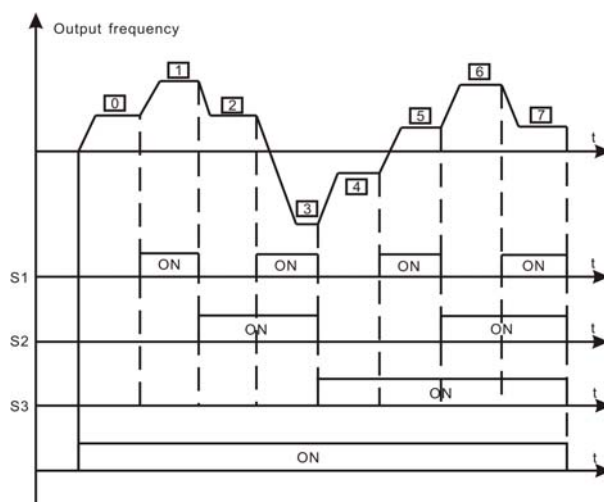 Output frequency
6
1
0
2
5
7
t
4
3
ON ON ON ON
S1 t
ON ON
S2 t
ON
S3 t
ON
t